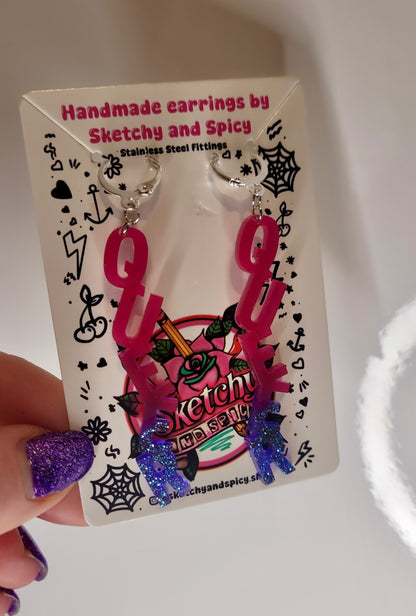 Handmade earrings by
Sketchy and Spicy
Stainless Steel Fittings
QUEER
QUEER
Sketchy
AND SPICY